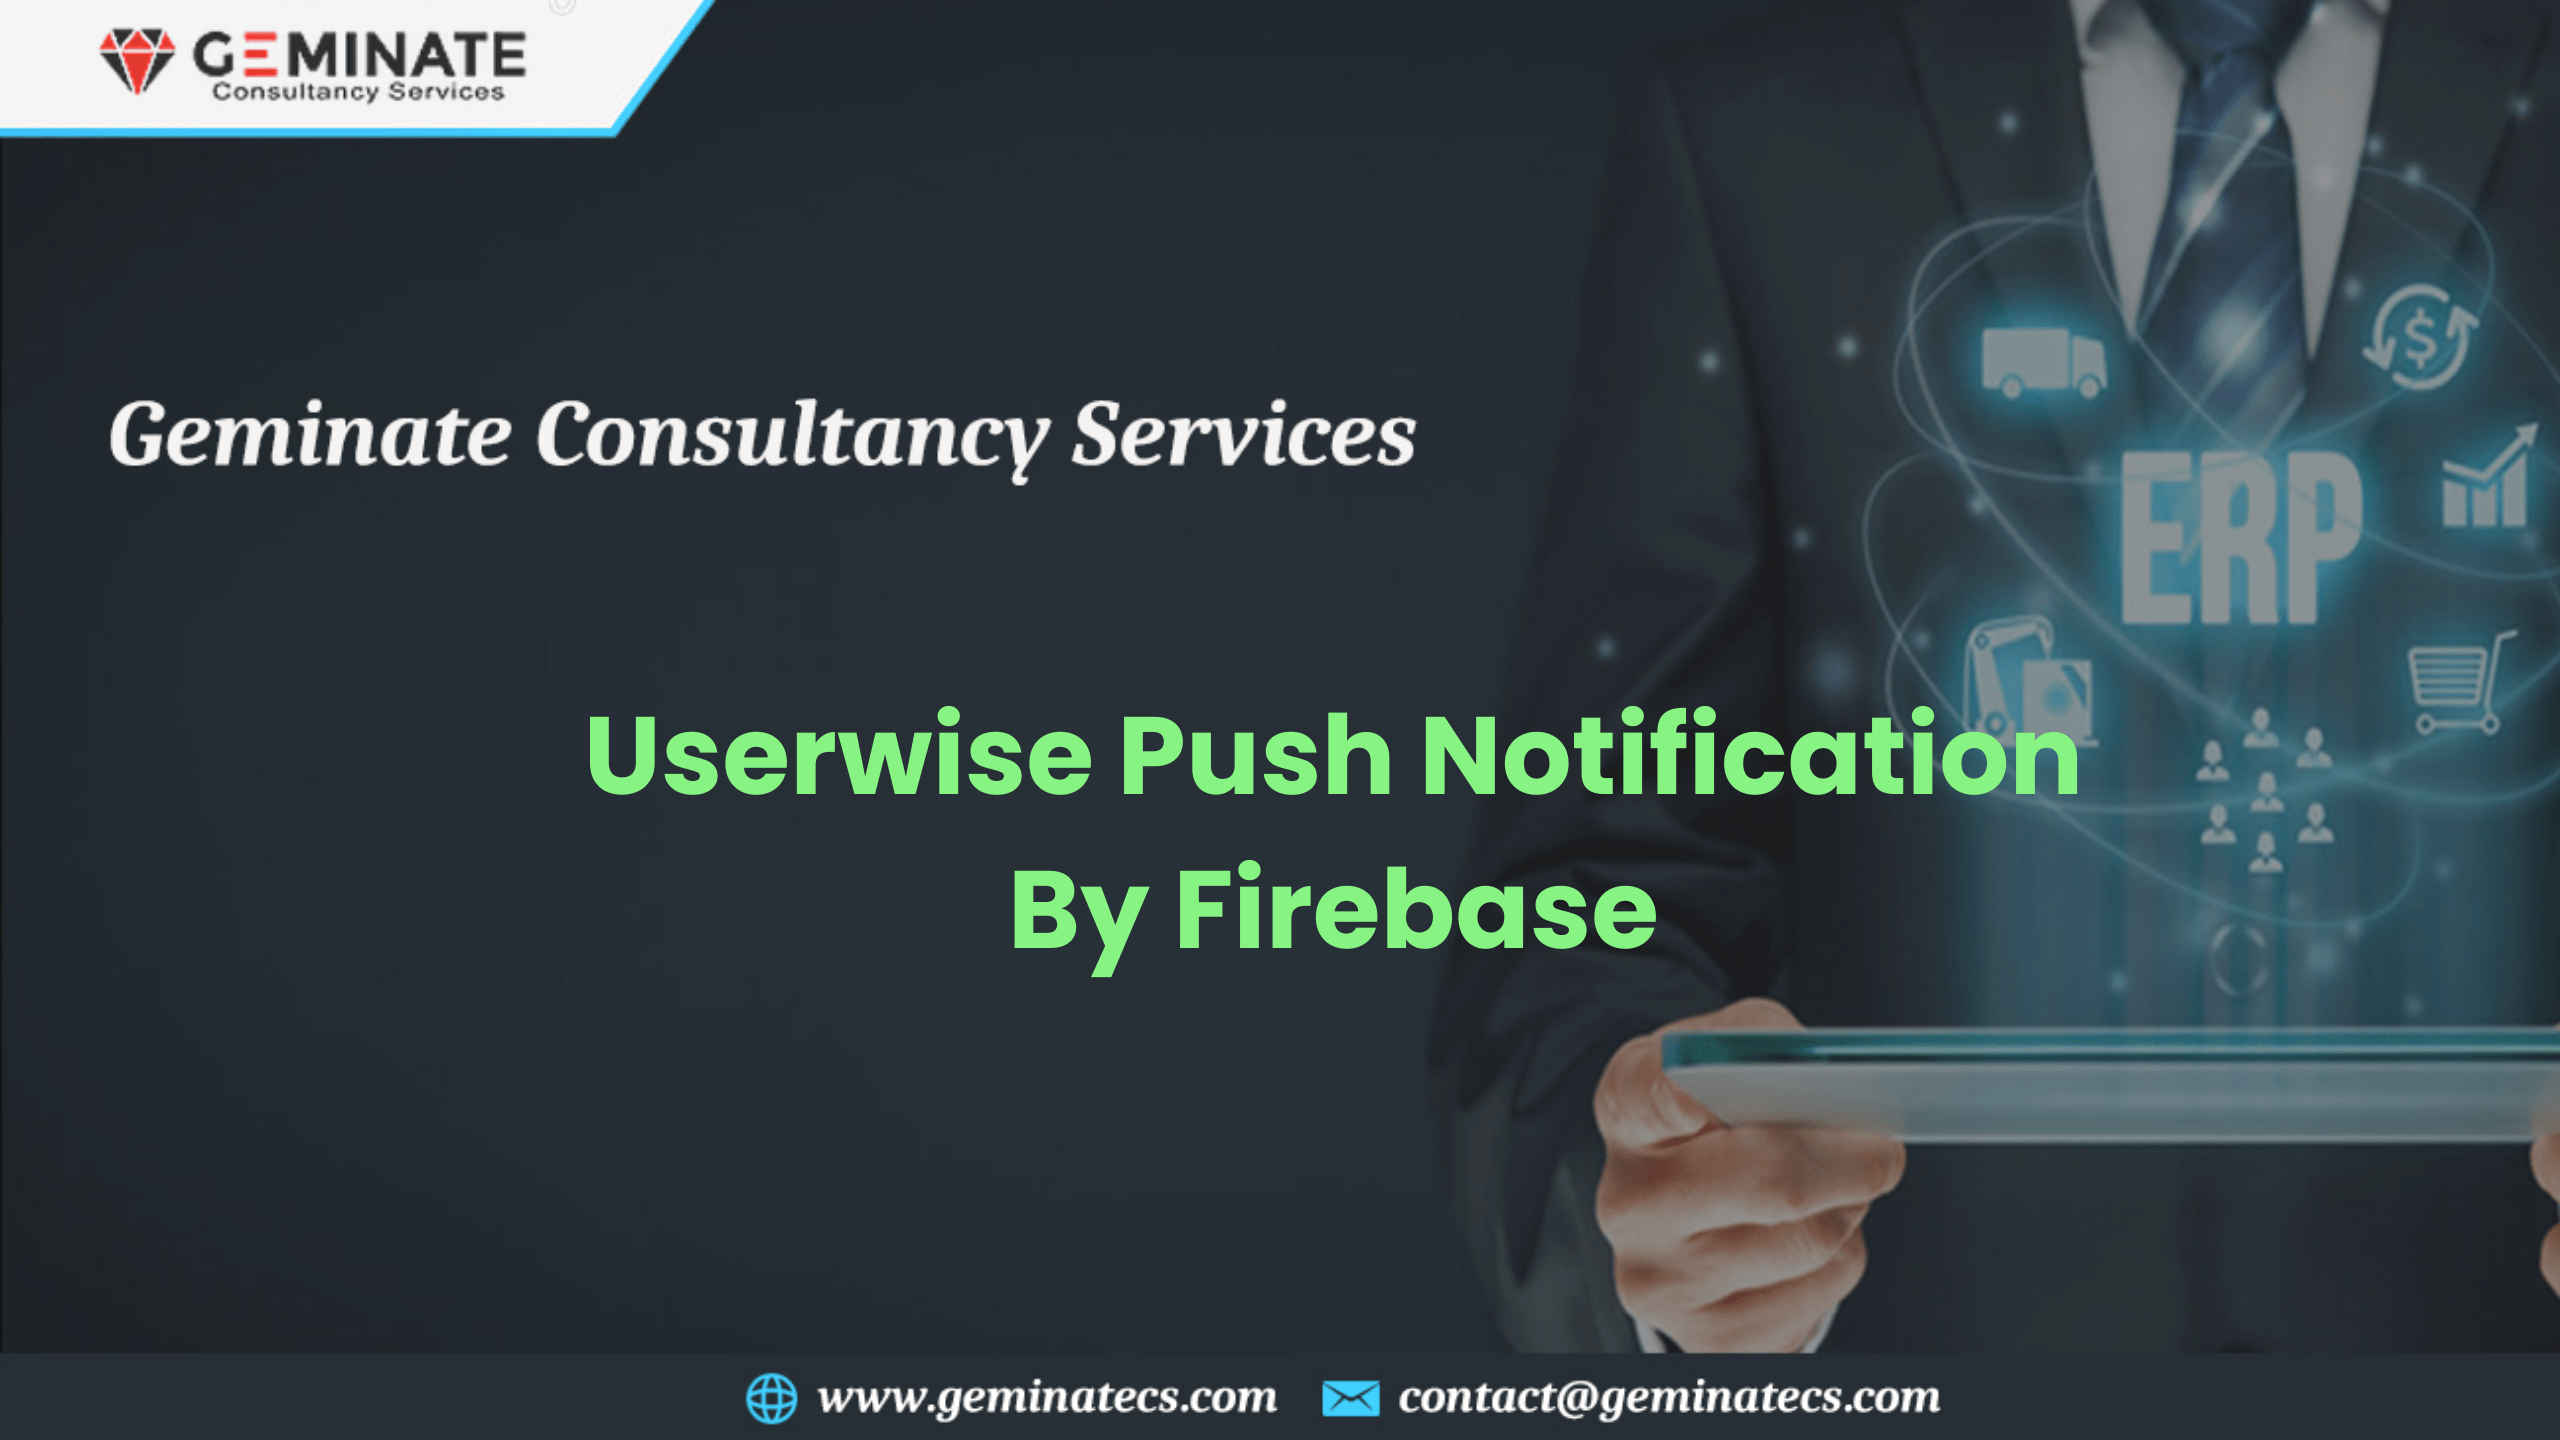 GEMINATE
Consultancy Services
Geminate Consultancy Services
$
ERP
Userwise Push Notification
By Firebase
www.geminatecs.com contact@geminatecs.com